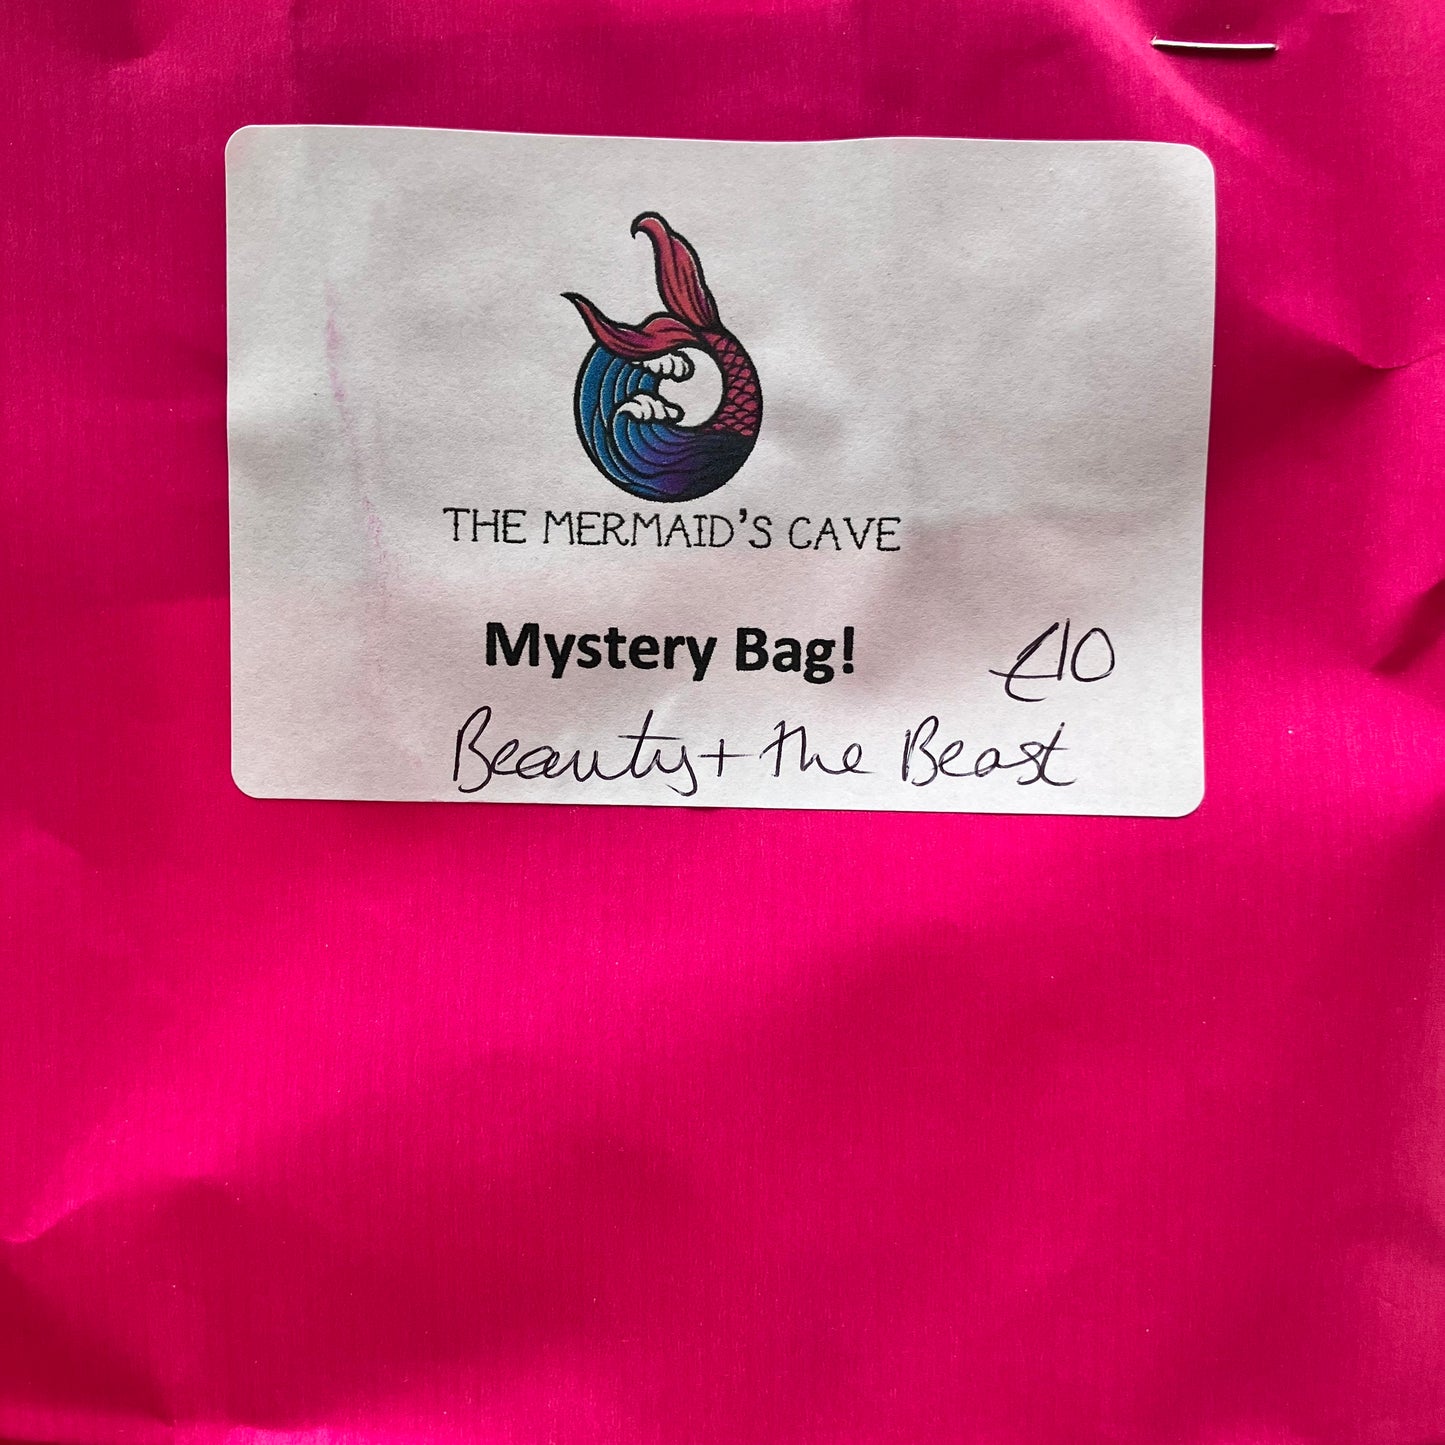 THE MERMAID'S CAVE
Mystery Bag! £10
Beauty + the Beast